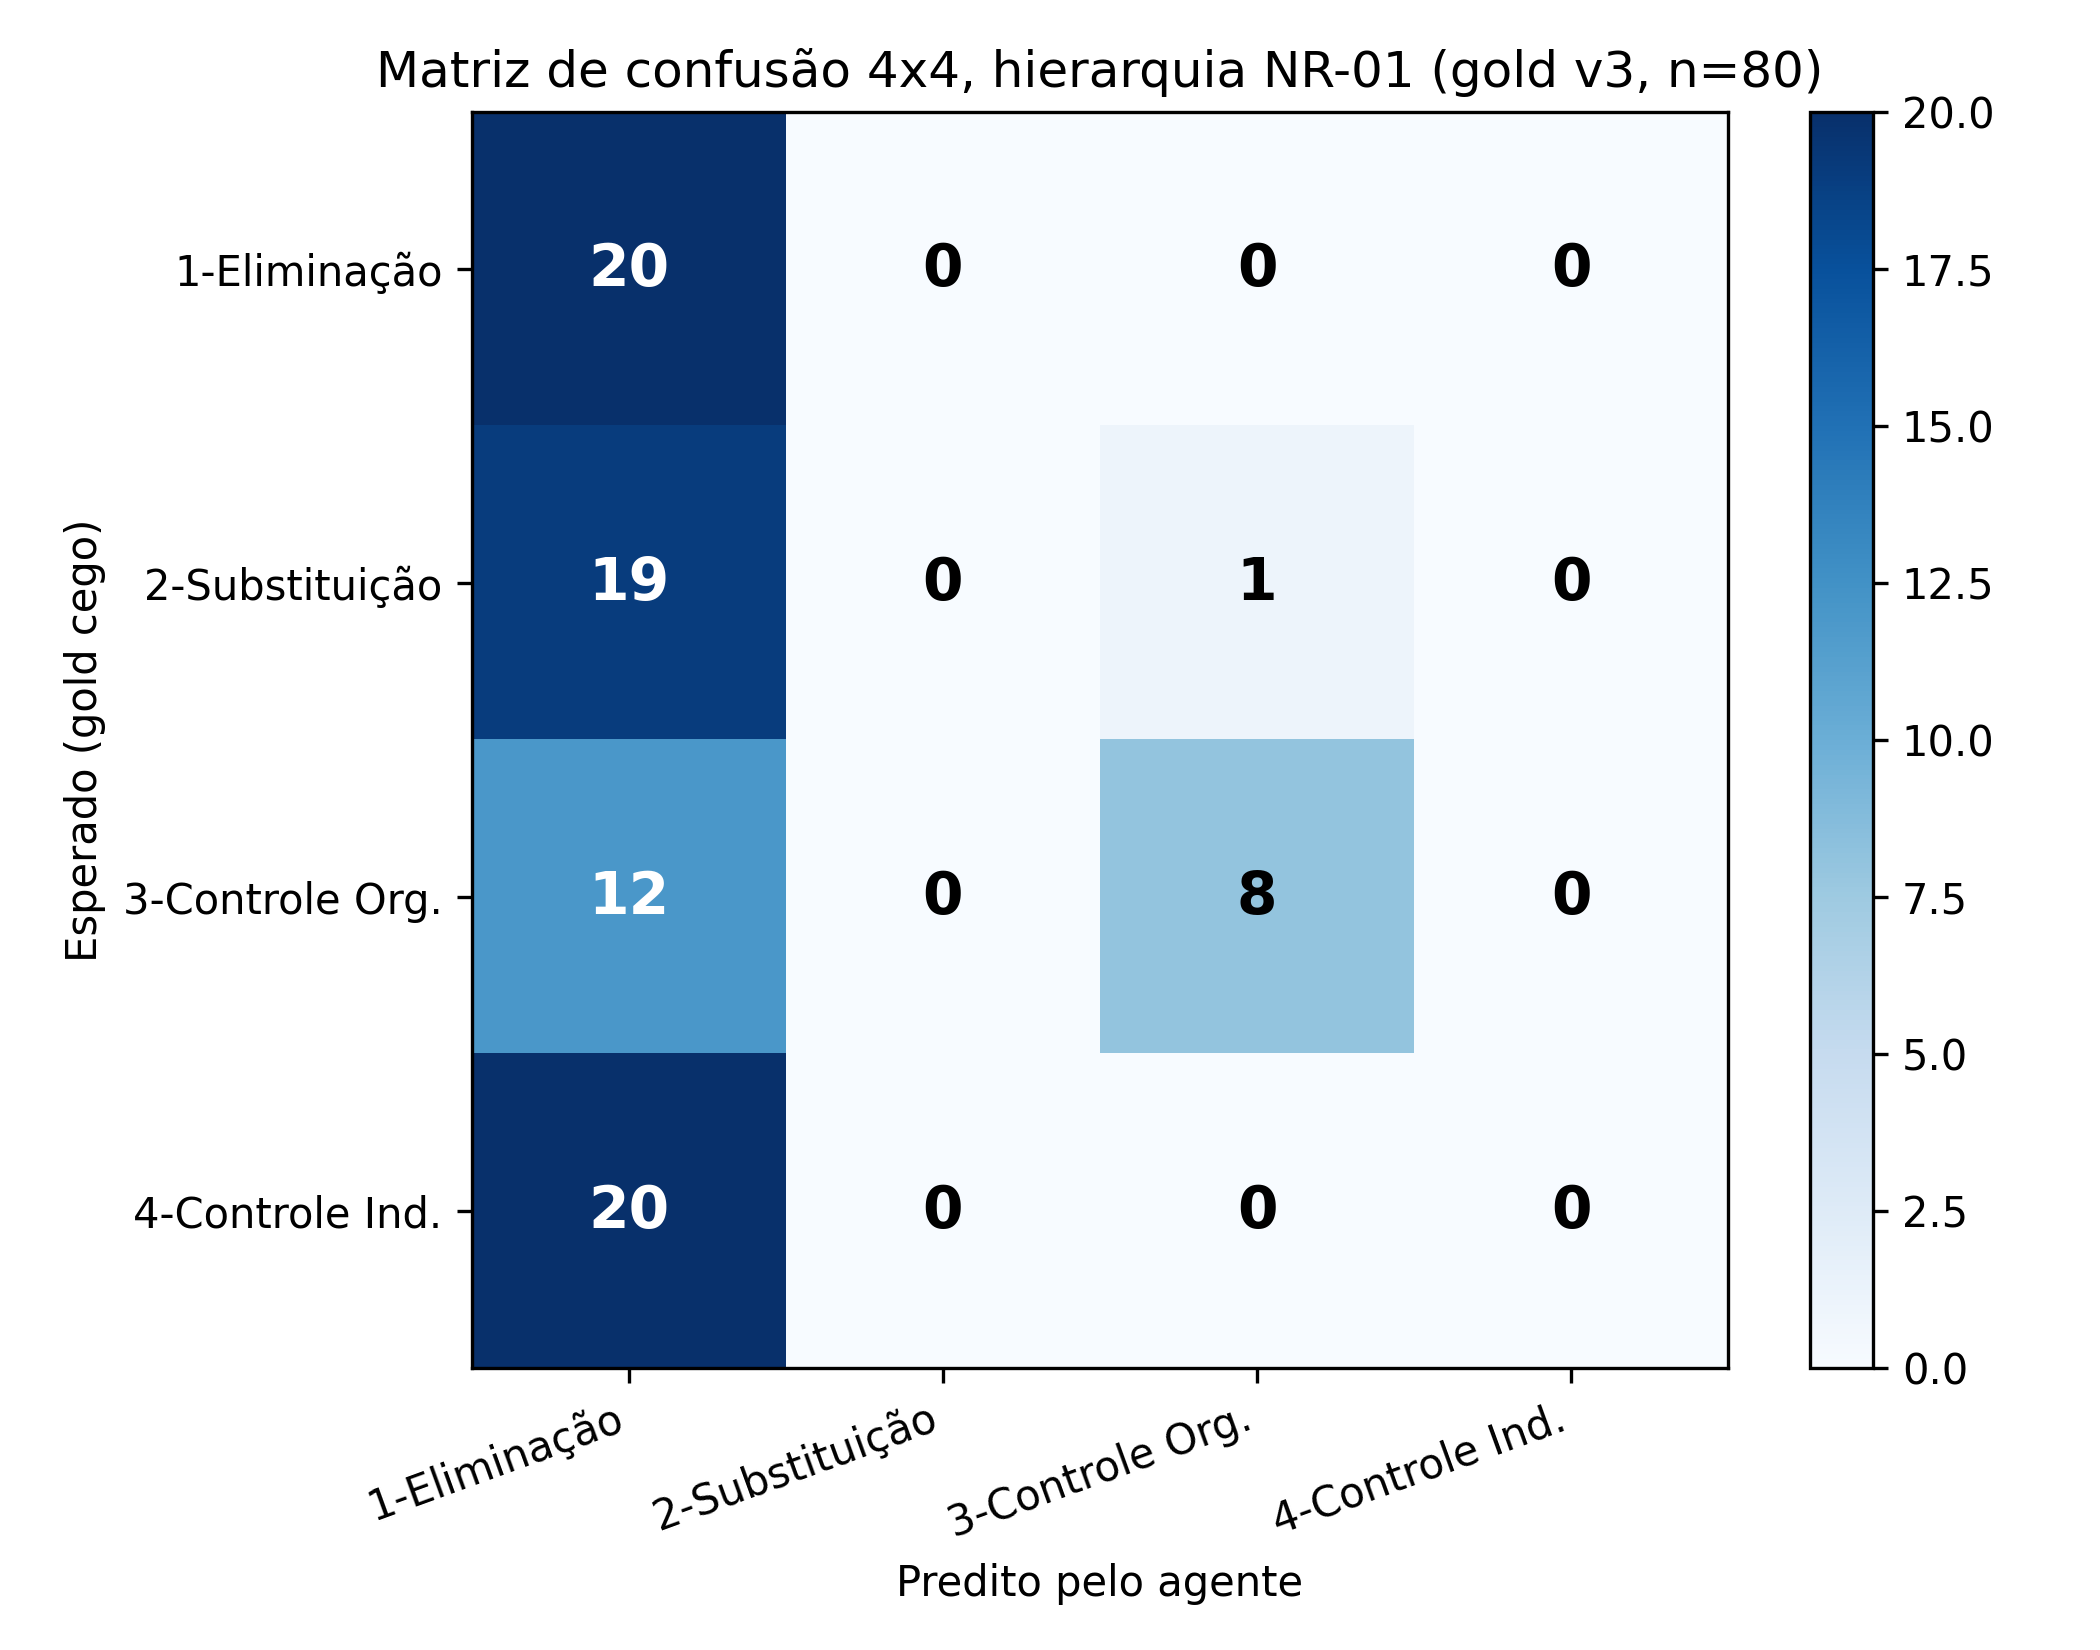 Matriz de confusão 4x4, hierarquia NR-01 (gold v3, n=80)
Esperado (gold cego)
1-Eliminação 20 0 0 0
2-Substituição 19 0 1 0
3-Controle Org. 12 0 8 0
4-Controle Ind. 20 0 0 0
1-Eliminação 2-Substituição 3-Controle Org. 4-Controle Ind.
Predito pelo agente
20.0
17.5
15.0
12.5
10.0
7.5
5.0
2.5
0.0